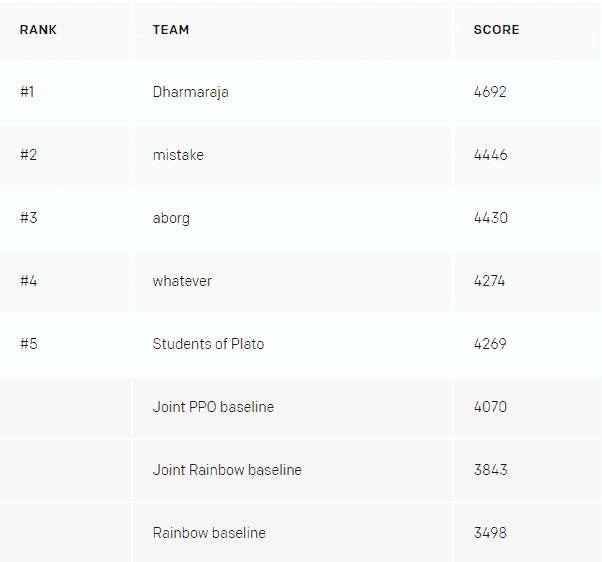 RANK TEAM SCORE
#1 Dharmaraja 4692
#2 mistake 4446
#3 aborg 4430
#4 whatever 4274
#5 Students of Plato 4269
Joint PPO baseline 4070
Joint Rainbow baseline 3843
Rainbow baseline 3498